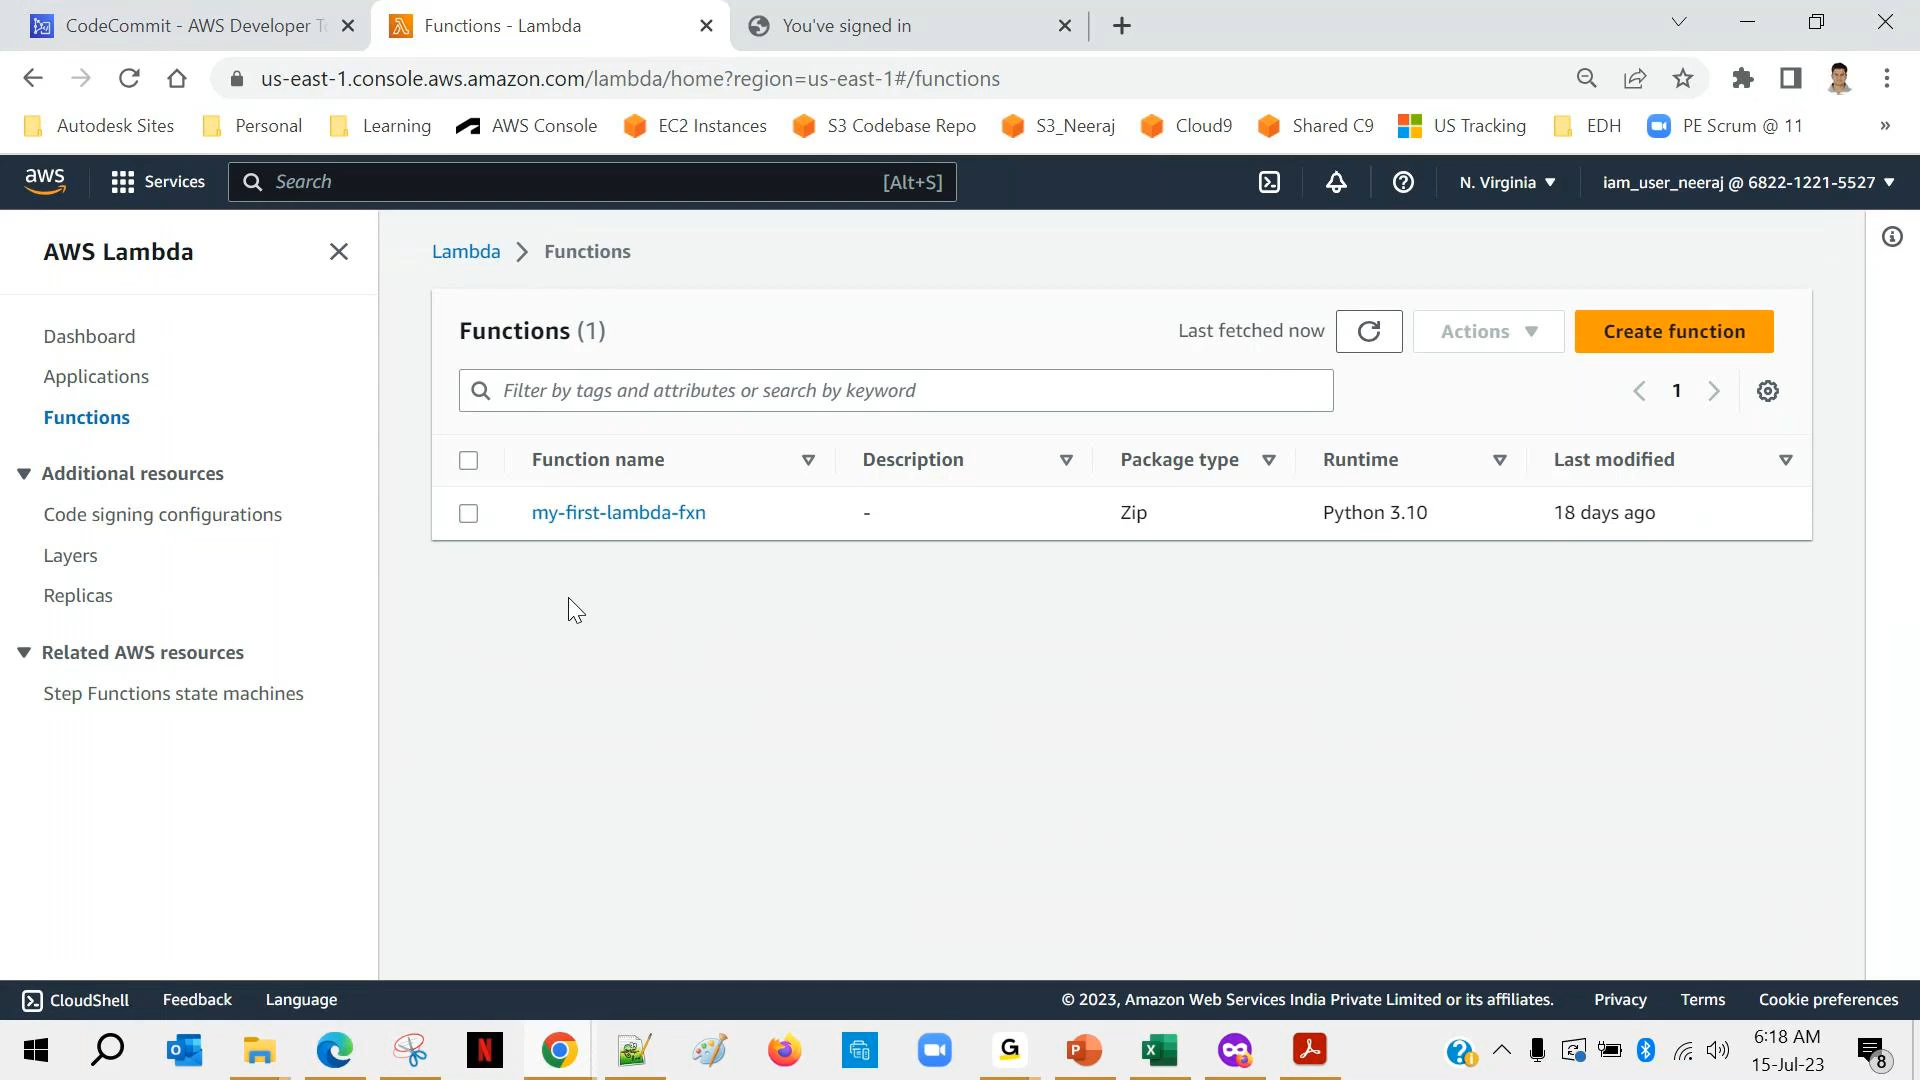 CodeCommit - AWS Developer To
Functions - Lambda
You've signed in
us-east-1.console.aws.amazon.com/lambda/home?region=us-east-1#/functions
Autodesk Sites
Personal
Learning
AWS Console
EC2 Instances
S3 Codebase Repo
S3_Neeraj
Cloud9
Shared C9
US Tracking
EDH
PE Scrum @ 11
»
aws
Services
Search
[Alt+S]
N. Virginia
iam_user_neeraj @ 6822-1221-5527
AWS Lambda
Dashboard
Applications
Functions
Additional resources
Code signing configurations
Layers
Replicas
Related AWS resources
Step Functions state machines
Lambda
Functions
Functions (1)
Last fetched now
Actions
Create function
Filter by tags and attributes or search by keyword
1
Function name
Description
Package type
Runtime
Last modified
my-first-lambda-fxn
-
Zip
Python 3.10
18 days ago
CloudShell
Feedback
Language
© 2023, Amazon Web Services India Private Limited or its affiliates.
Privacy
Terms
Cookie preferences
6:18 AM
15-Jul-23
8